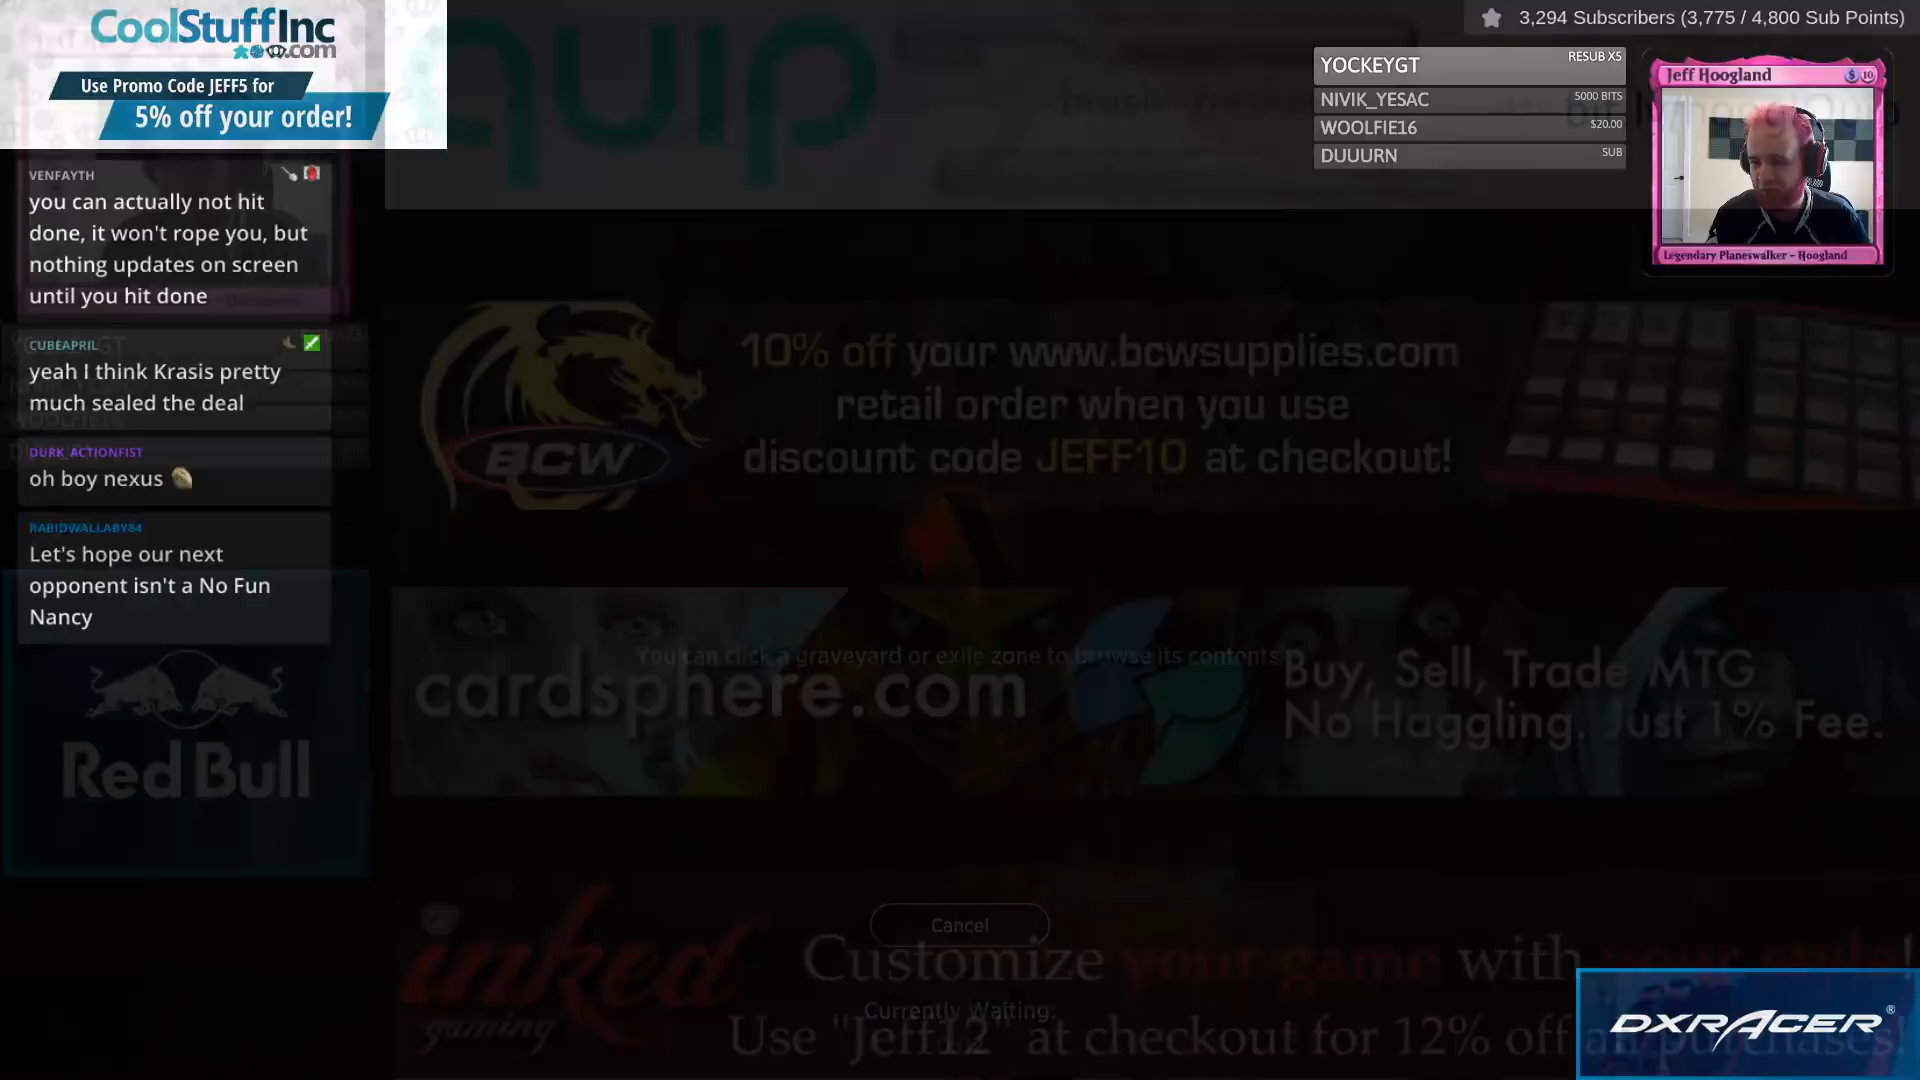 CoolStuffInc
.com
Use Promo Code JEFF5 for
5% off your order!
quip
3,294 Subscribers (3,775 / 4,800 Sub Points)
YOCKEYGT RESUB X5
NIVIK_YESAC 5000 BITS
WOOLFIE16 $20.00
DUUURN SUB
Jeff Hoogland $ 10
Legendary Planeswalker - Hoogland
VENFAYTH
you can actually not hit
done, it won't rope you, but
nothing updates on screen
until you hit done
CUBEAPRIL
yeah I think Krasis pretty
much sealed the deal
DURK_ACTIONFIST
oh boy nexus
RABIDWALLABY84
Let's hope our next
opponent isn't a No Fun
Nancy
Red Bull
BCW
10% off your www.bcwsupplies.com
retail order when you use
discount code JEFF10 at checkout!
You can click a graveyard or exile zone to browse its contents
cardsphere.com
Buy, Sell, Trade MTG
No Haggling. Just 1% Fee.
Cancel
inked
gaming
Customize your game with
Currently Waiting:
Use "Jeff12" at checkout for 12% off all purchases!
DXRACER®